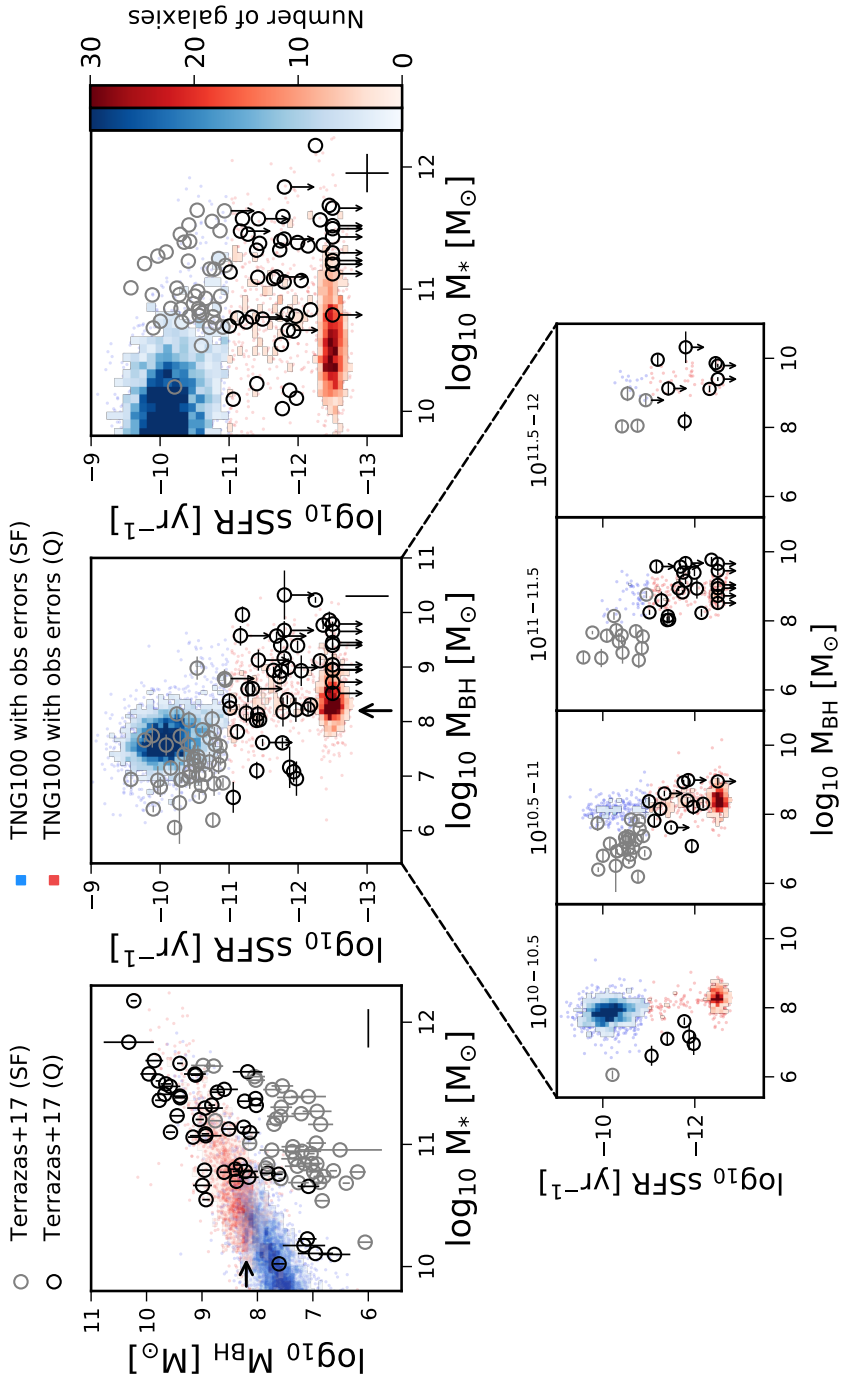 Terrazas+17 (SF)
Terrazas+17 (Q)
TNG100 with obs errors (SF)
TNG100 with obs errors (Q)
11
10
9
8
7
6
log₁₀ M_BH [M⊙]
10 11 12
log₁₀ M* [M⊙]
−9
−10
−11
−12
−13
log₁₀ sSFR [yr⁻¹]
6 7 8 9 10 11
log₁₀ M_BH [M⊙]
−9
−10
−11
−12
−13
log₁₀ sSFR [yr⁻¹]
10 11 12
log₁₀ M* [M⊙]
30
20
10
0
Number of galaxies
10^10−10.5
10^10.5−11
10^11−11.5
10^11.5−12
−10
−12
log₁₀ sSFR [yr⁻¹]
6 8 10
6 8 10
6 8 10
6 8 10
log₁₀ M_BH [M⊙]